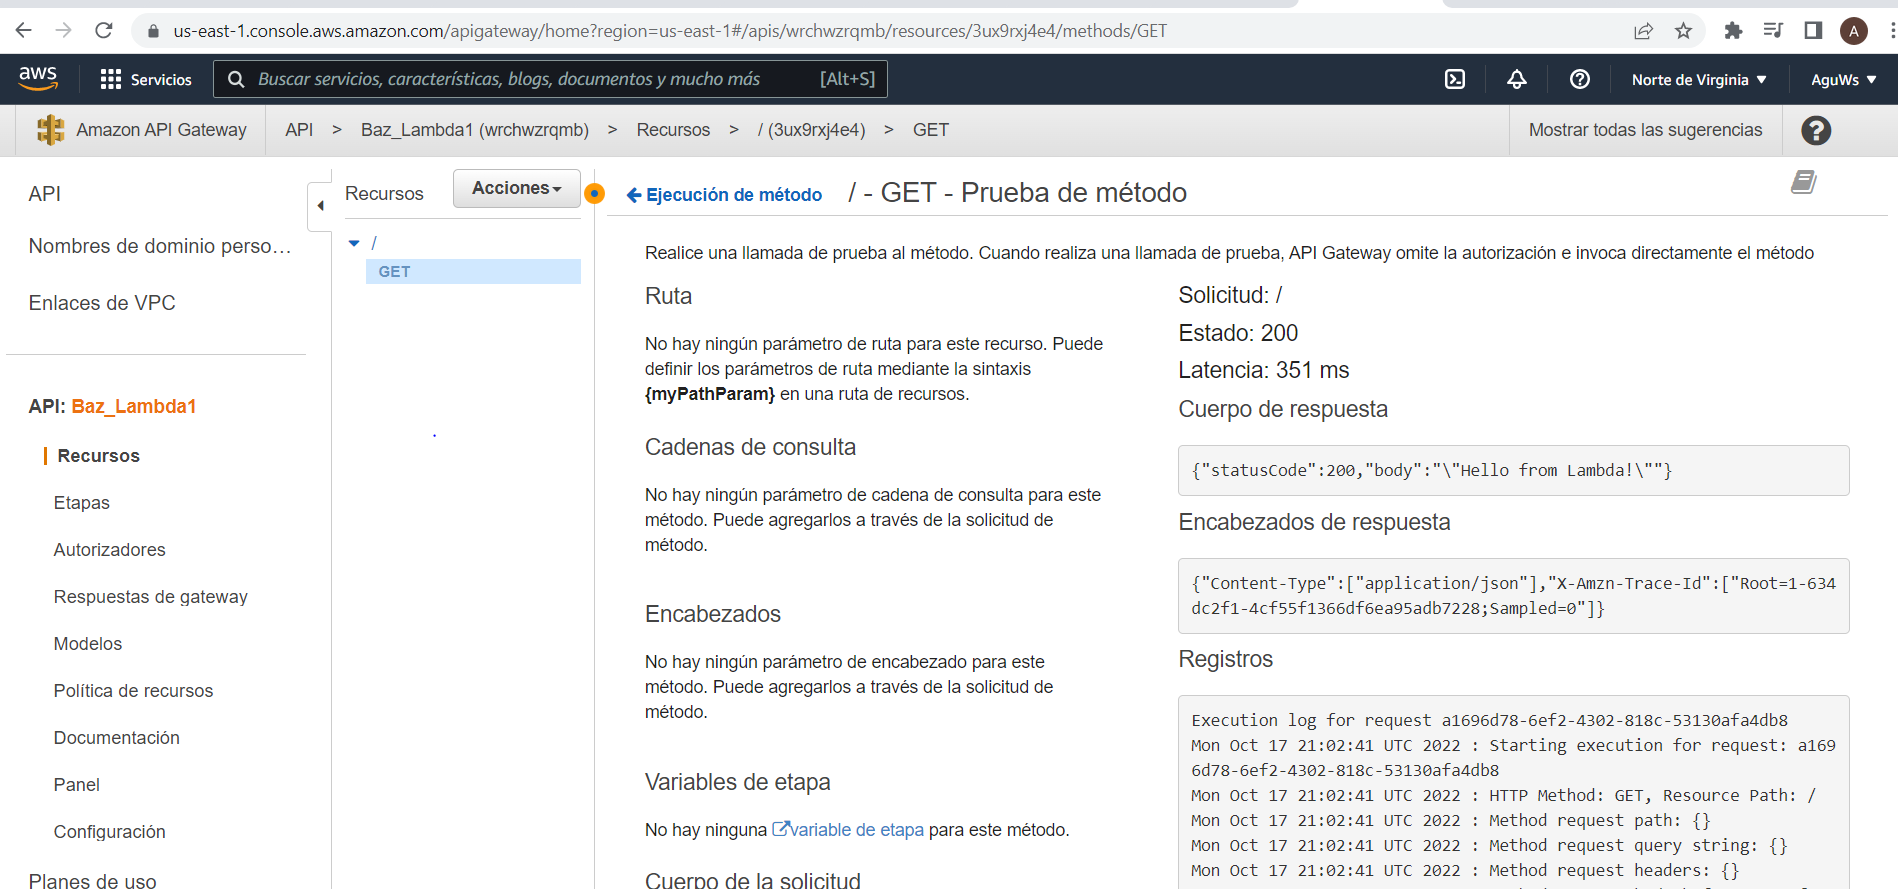 us-east-1.console.aws.amazon.com/apigateway/home?region=us-east-1#/apis/wrchwzrqmb/resources/3ux9rxj4e4/methods/GET
A
aws
Servicios
Buscar servicios, características, blogs, documentos y mucho más
[Alt+S]
Norte de Virginia
AguWs
Amazon API Gateway
API > Baz_Lambda1 (wrchwzrqmb) > Recursos > / (3ux9rxj4e4) > GET
Mostrar todas las sugerencias
API
Nombres de dominio perso...
Enlaces de VPC
API: Baz_Lambda1
Recursos
Etapas
Autorizadores
Respuestas de gateway
Modelos
Política de recursos
Documentación
Panel
Configuración
Planes de uso
Recursos
Acciones
/
GET
Ejecución de método
/ - GET - Prueba de método
Realice una llamada de prueba al método. Cuando realiza una llamada de prueba, API Gateway omite la autorización e invoca directamente el método
Ruta
No hay ningún parámetro de ruta para este recurso. Puede
definir los parámetros de ruta mediante la sintaxis
{myPathParam} en una ruta de recursos.
Cadenas de consulta
No hay ningún parámetro de cadena de consulta para este
método. Puede agregarlos a través de la solicitud de
método.
Encabezados
No hay ningún parámetro de encabezado para este
método. Puede agregarlos a través de la solicitud de
método.
Variables de etapa
No hay ninguna variable de etapa para este método.
Cuerpo de la solicitud
Solicitud: /
Estado: 200
Latencia: 351 ms
Cuerpo de respuesta
{"statusCode":200,"body":"\"Hello from Lambda!\""}
Encabezados de respuesta
{"Content-Type":["application/json"],"X-Amzn-Trace-Id":["Root=1-634
dc2f1-4cf55f1366df6ea95adb7228;Sampled=0"]}
Registros
Execution log for request a1696d78-6ef2-4302-818c-53130afa4db8
Mon Oct 17 21:02:41 UTC 2022 : Starting execution for request: a169
6d78-6ef2-4302-818c-53130afa4db8
Mon Oct 17 21:02:41 UTC 2022 : HTTP Method: GET, Resource Path: /
Mon Oct 17 21:02:41 UTC 2022 : Method request path: {}
Mon Oct 17 21:02:41 UTC 2022 : Method request query string: {}
Mon Oct 17 21:02:41 UTC 2022 : Method request headers: {}